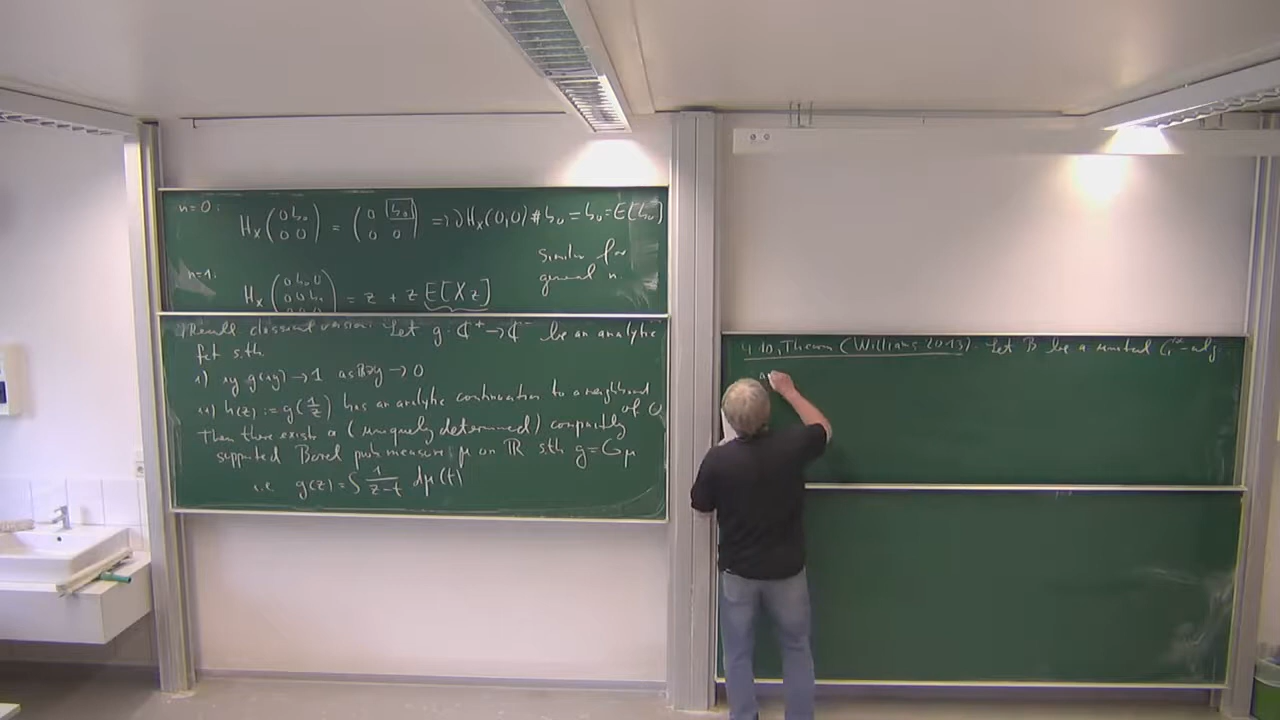 n=0:
H_X (0 b_0 / 0 0) = (0 b_0 / 0 0) => ∂H_X(0,0) # b_0 = b_0 = E[b_0]
similar for
general n.
n=1:
H_X (0 b_0 0 / 0 0 b_1 = z + z E[Xz]
Recall classical version: Let g: ℂ⁺ → ℂ⁻ be an analytic
fct s.th.
i) iy g(iy) → 1 as
ii) h(z) := g(1/z) has an analytic continuation to a neighbourhood
of 0
Then there exist a (uniquely determined) compactly
supported Borel prob measure μ on ℝ s.th g = G_μ
i.e g(z) = ∫ 1/(z-t) dμ(t)
4.10. Theorem (Williams 2013). Let B be a unital C*-alg